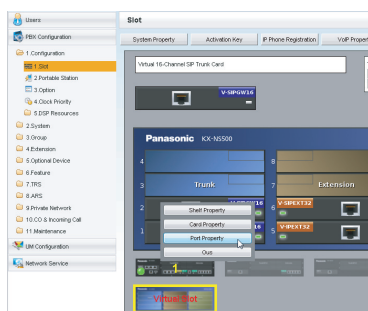 Users
Slot
PBX Configuration
System Property
Activation Key
IP Phone Registration
VoIP Propert
1.Configuration
1.Slot
2.Portable Station
3.Option
4.Clock Priority
5.DSP Resources
2.System
3.Group
4.Extension
5.Optional Device
6.Feature
7.TRS
8.ARS
9.Private Network
10.CO & Incoming Call
11.Maintenance
UM Configuration
Network Service
Virtual 16-Channel SIP Trunk Card
V-SIPGW16
Panasonic KX-NS500
4
8
3 Trunk
7 Extension
2
16
6 V-SIPEXT32
1
16
5 V-IPEXT32
Shelf Property
Card Property
Port Property
Ous
1
Virtual Slot